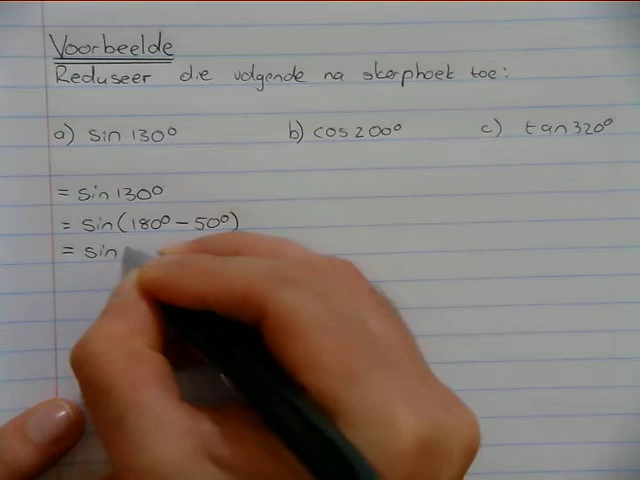 Voorbeelde
Reduseer die volgende na skerphoek toe:
a) sin 130° b) cos 200° c) tan 320°
= sin 130°
= sin(180° - 50°)
= sin